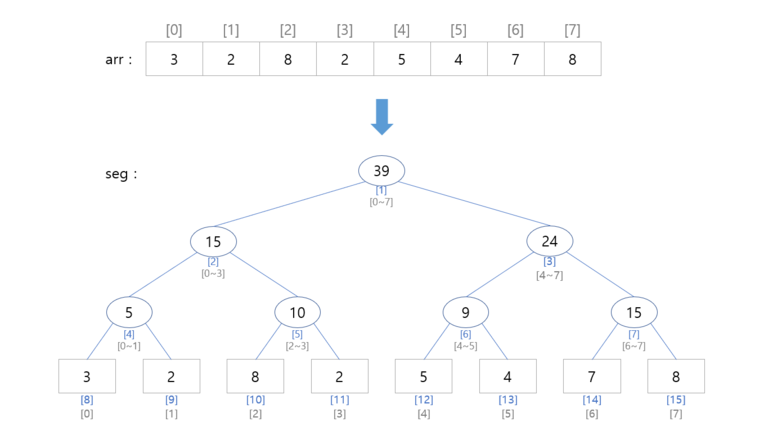 [0] [1] [2] [3] [4] [5] [6] [7]
arr : 3 2 8 2 5 4 7 8
seg : 39
[1]
[0~7]
15 24
[2] [3]
[0~3] [4~7]
5 10 9 15
[4] [5] [6] [7]
[0~1] [2~3] [4~5] [6~7]
3 2 8 2 5 4 7 8
[8] [9] [10] [11] [12] [13] [14] [15]
[0] [1] [2] [3] [4] [5] [6] [7]